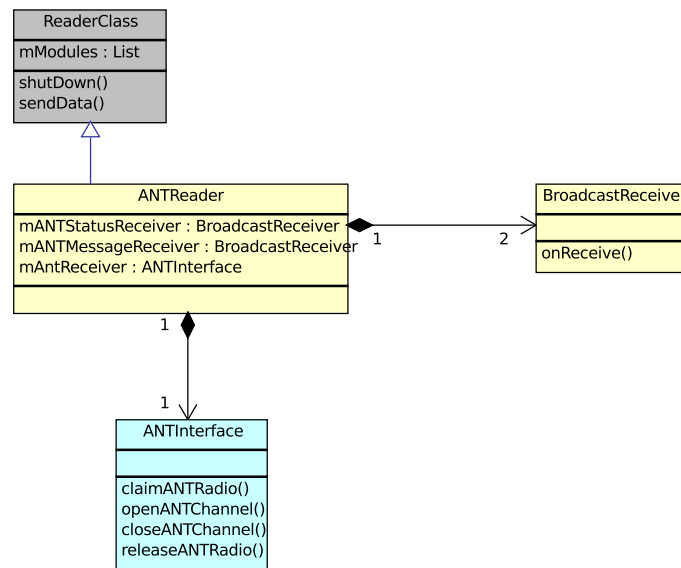 ReaderClass
mModules : List
shutDown()
sendData()
ANTReader
mANTStatusReceiver : BroadcastReceiver
mANTMessageReceiver : BroadcastReceiver
mAntReceiver : ANTInterface
1
2
BroadcastReceive
onReceive()
1
1
ANTInterface
claimANTRadio()
openANTChannel()
closeANTChannel()
releaseANTRadio()